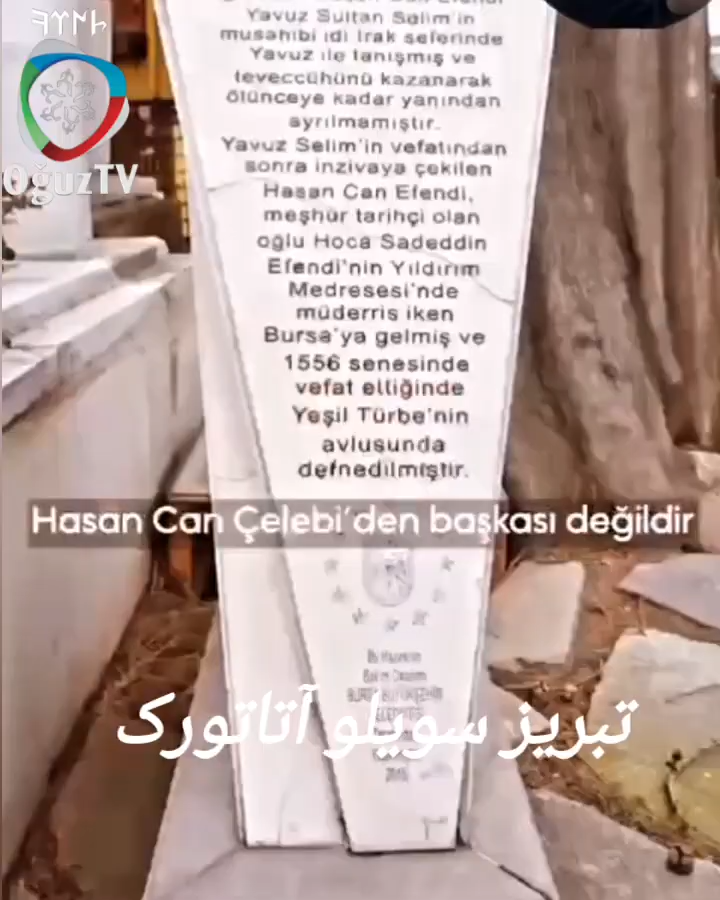 OğuzTV
Yavuz Sultan Selim'in
musahibi idi Irak seferinde
Yavuz ile tanışmış ve
teveccühünü kazanarak
ölünceye kadar yanından
ayrılmamıştır.
Yavuz Selim'in vefatından
sonra inzivaya çekilen
Hasan Can Efendi,
meşhur tarihçi olan
oğlu Hoca Sadeddin
Efendi'nin Yıldırım
Medresesi'nde
müderris iken
Bursa'ya gelmiş ve
1556 senesinde
vefat ettiğinde
Yeşil Türbe'nin
avlusunda
defnedilmiştir.
Hasan Can Çelebi'den başkası değildir
تبریز سویلو آتاتورک